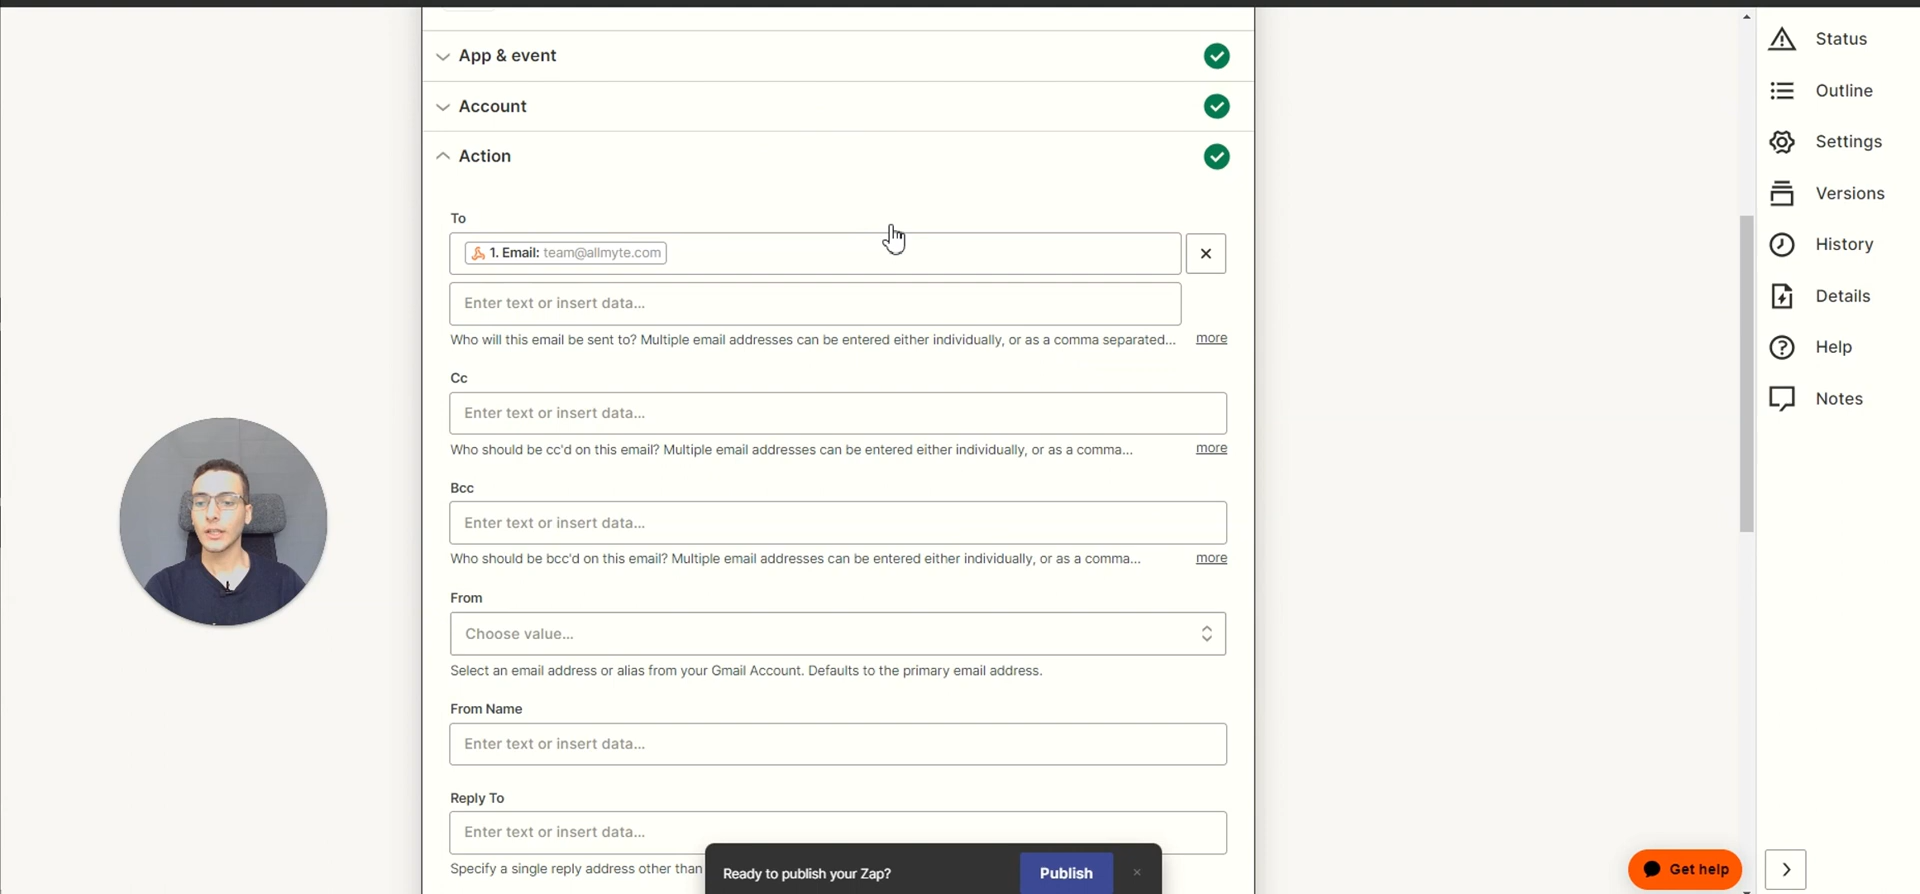 App & event
Account
Action
To
1. Email: team@allmyte.com
Enter text or insert data...
Who will this email be sent to? Multiple email addresses can be entered either individually, or as a comma separated... more
Cc
Enter text or insert data...
Who should be cc'd on this email? Multiple email addresses can be entered either individually, or as a comma... more
Bcc
Enter text or insert data...
Who should be bcc'd on this email? Multiple email addresses can be entered either individually, or as a comma... more
From
Choose value...
Select an email address or alias from your Gmail Account. Defaults to the primary email address.
From Name
Enter text or insert data...
Reply To
Enter text or insert data...
Specify a single reply address other than
Ready to publish your Zap? Publish
Status
Outline
Settings
Versions
History
Details
Help
Notes
Get help